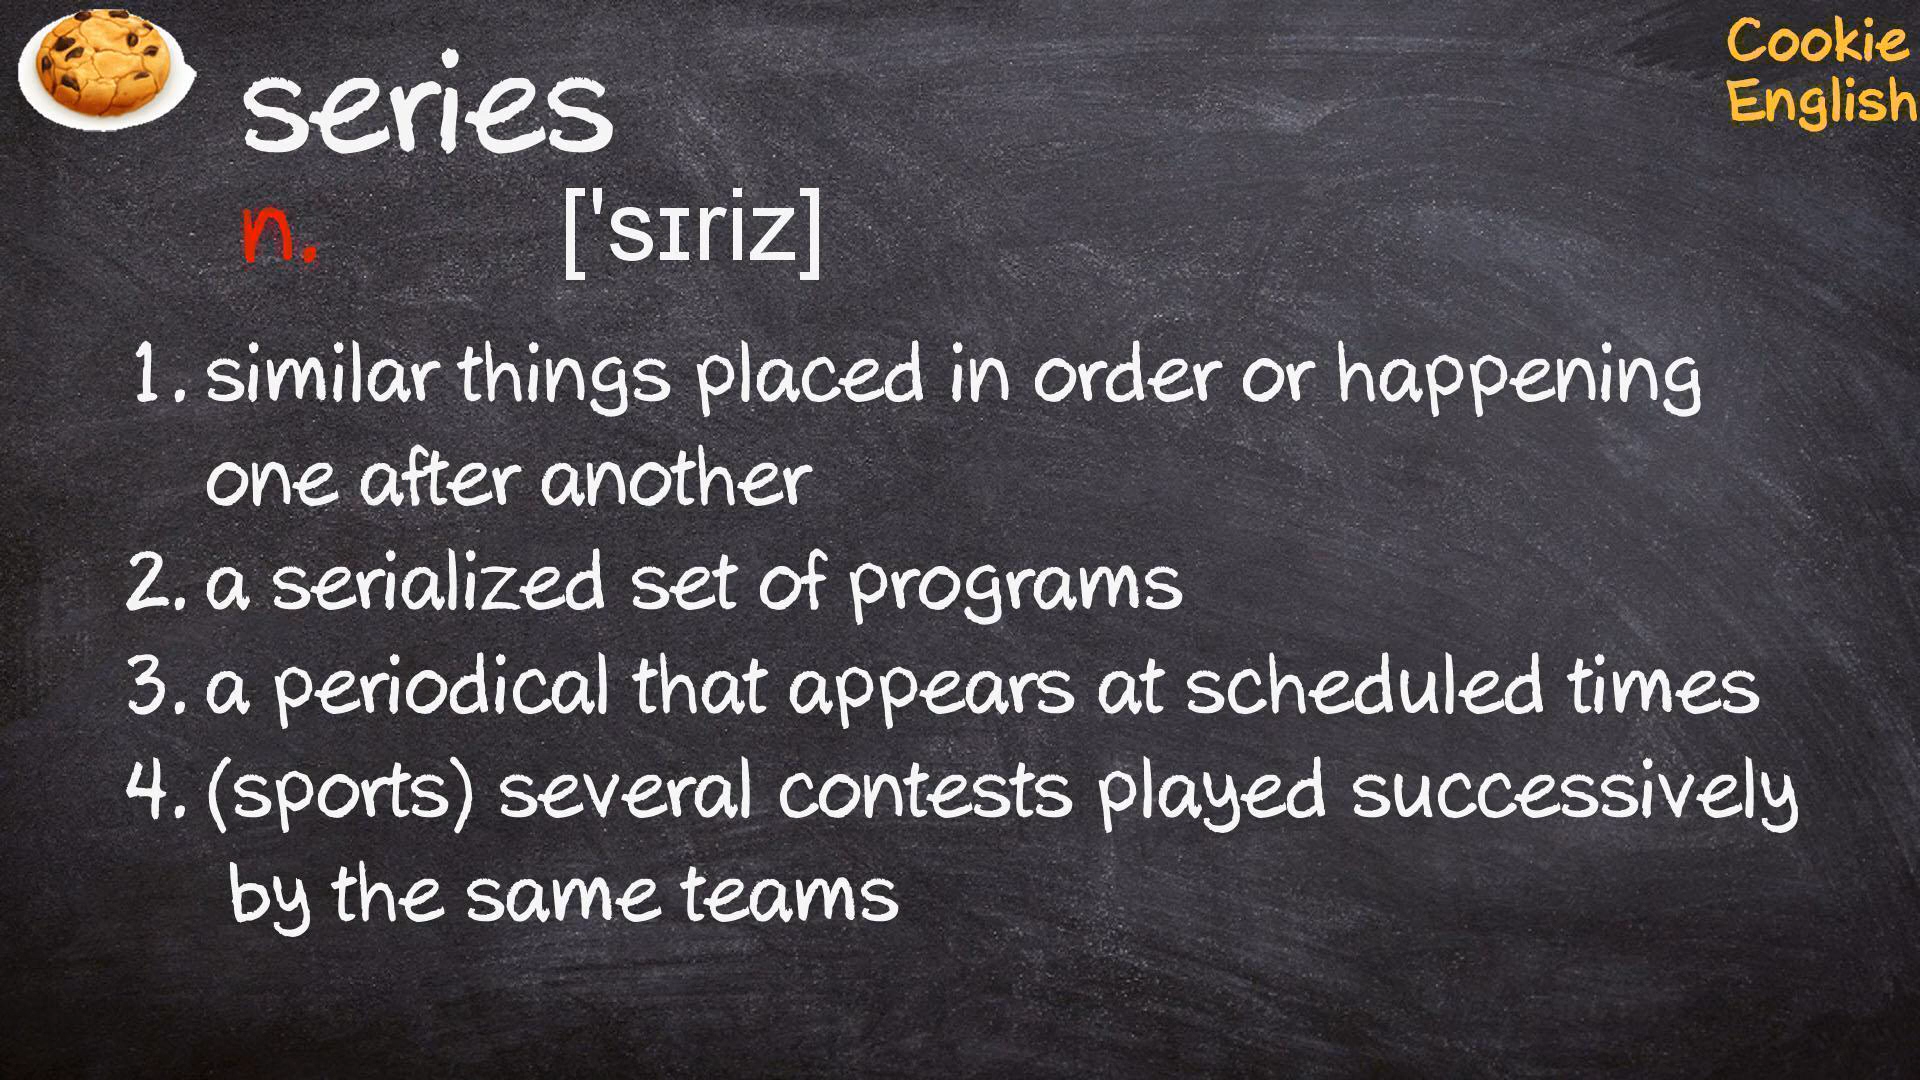 Cookie
English
series
n. ['sɪriz]
1. similar things placed in order or happening
one after another
2. a serialized set of programs
3. a periodical that appears at scheduled times
4. (sports) several contests played successively
by the same teams